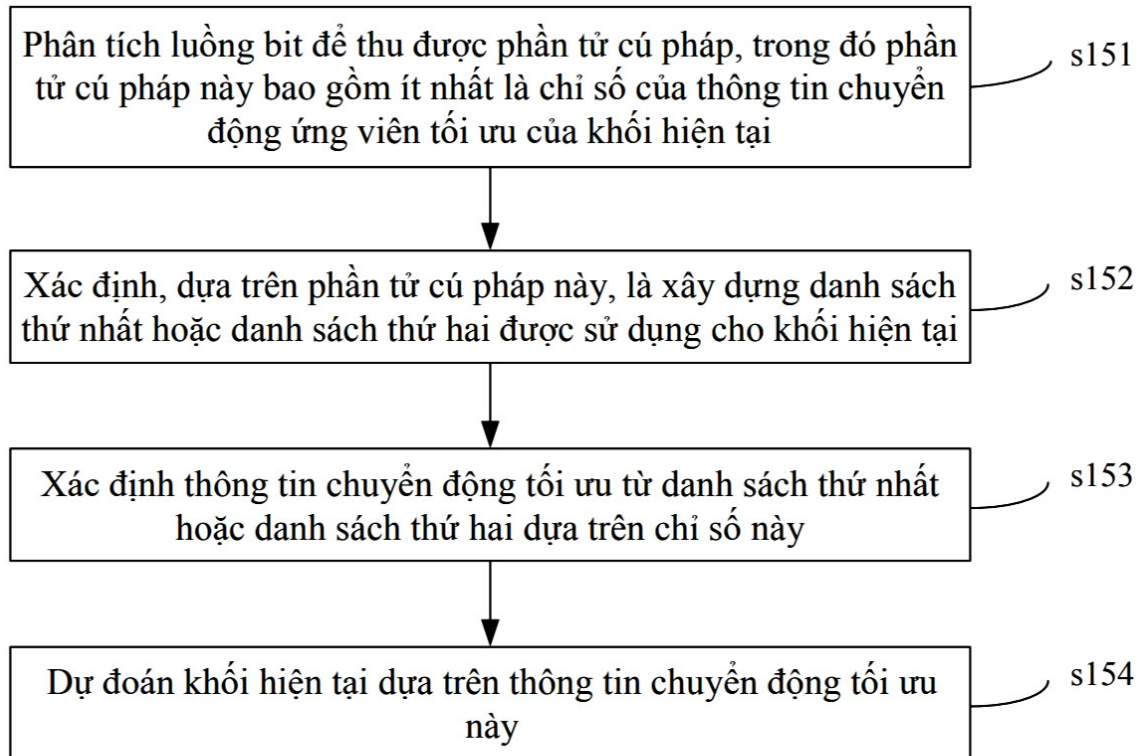 Phân tích luồng bit để thu được phần tử cú pháp, trong đó phần
tử cú pháp này bao gồm ít nhất là chỉ số của thông tin chuyển
động ứng viên tối ưu của khối hiện tại
s151
Xác định, dựa trên phần tử cú pháp này, là xây dựng danh sách
thứ nhất hoặc danh sách thứ hai được sử dụng cho khối hiện tại
s152
Xác định thông tin chuyển động tối ưu từ danh sách thứ nhất
hoặc danh sách thứ hai dựa trên chỉ số này
s153
Dự đoán khối hiện tại dựa trên thông tin chuyển động tối ưu
này
s154